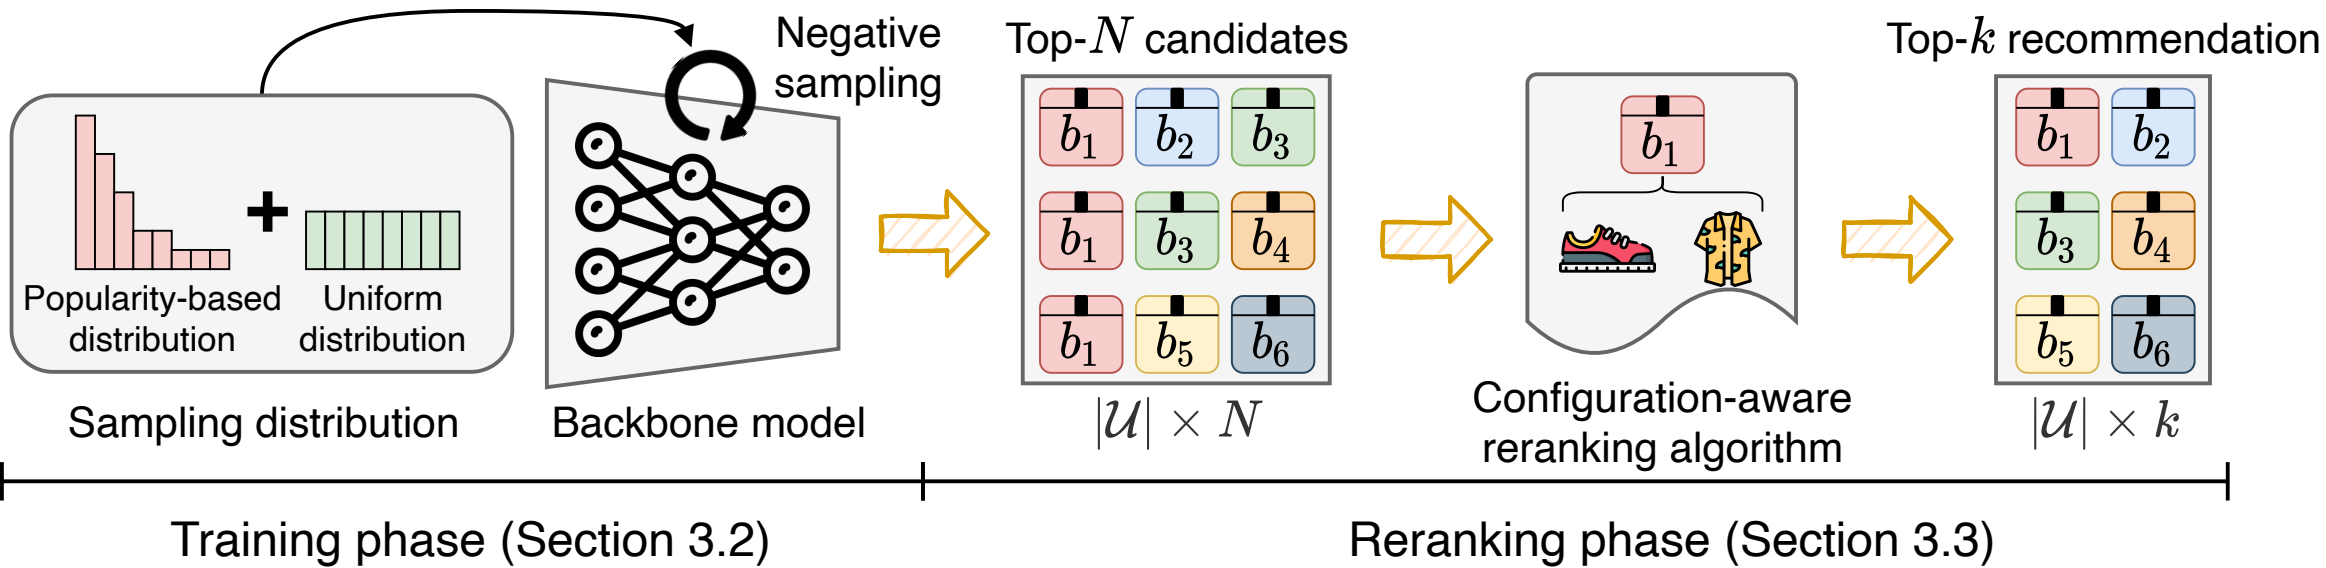 Negative
sampling
Popularity-based
distribution
+
Uniform
distribution
Sampling distribution
Backbone model
Top-N candidates
b₁ b₂ b₃
b₁ b₃ b₄
b₁ b₅ b₆
|𝒰| × N
b₁
Configuration-aware
reranking algorithm
Top-k recommendation
b₁ b₂
b₃ b₄
b₅ b₆
|𝒰| × k
Training phase (Section 3.2)
Reranking phase (Section 3.3)